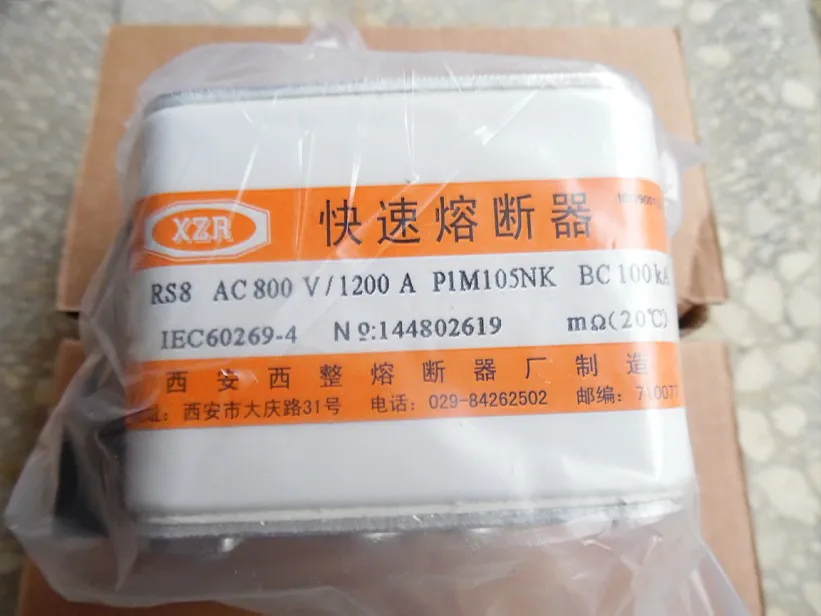 XZR
快速熔断器
RS8 AC 800 V/1200 A P1M105NK BC 100 kA
IEC60269-4 Nº:144802619 mΩ(20℃)
西安西整熔断器厂制造
址：西安市大庆路31号 电话：029-84262502 邮编：71007